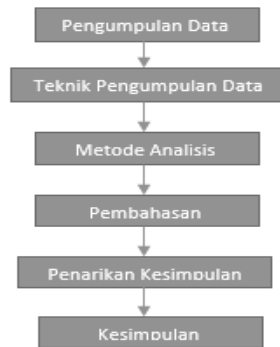 Pengumpulan Data
Teknik Pengumpulan Data
Metode Analisis
Pembahasan
Penarikan Kesimpulan
Kesimpulan